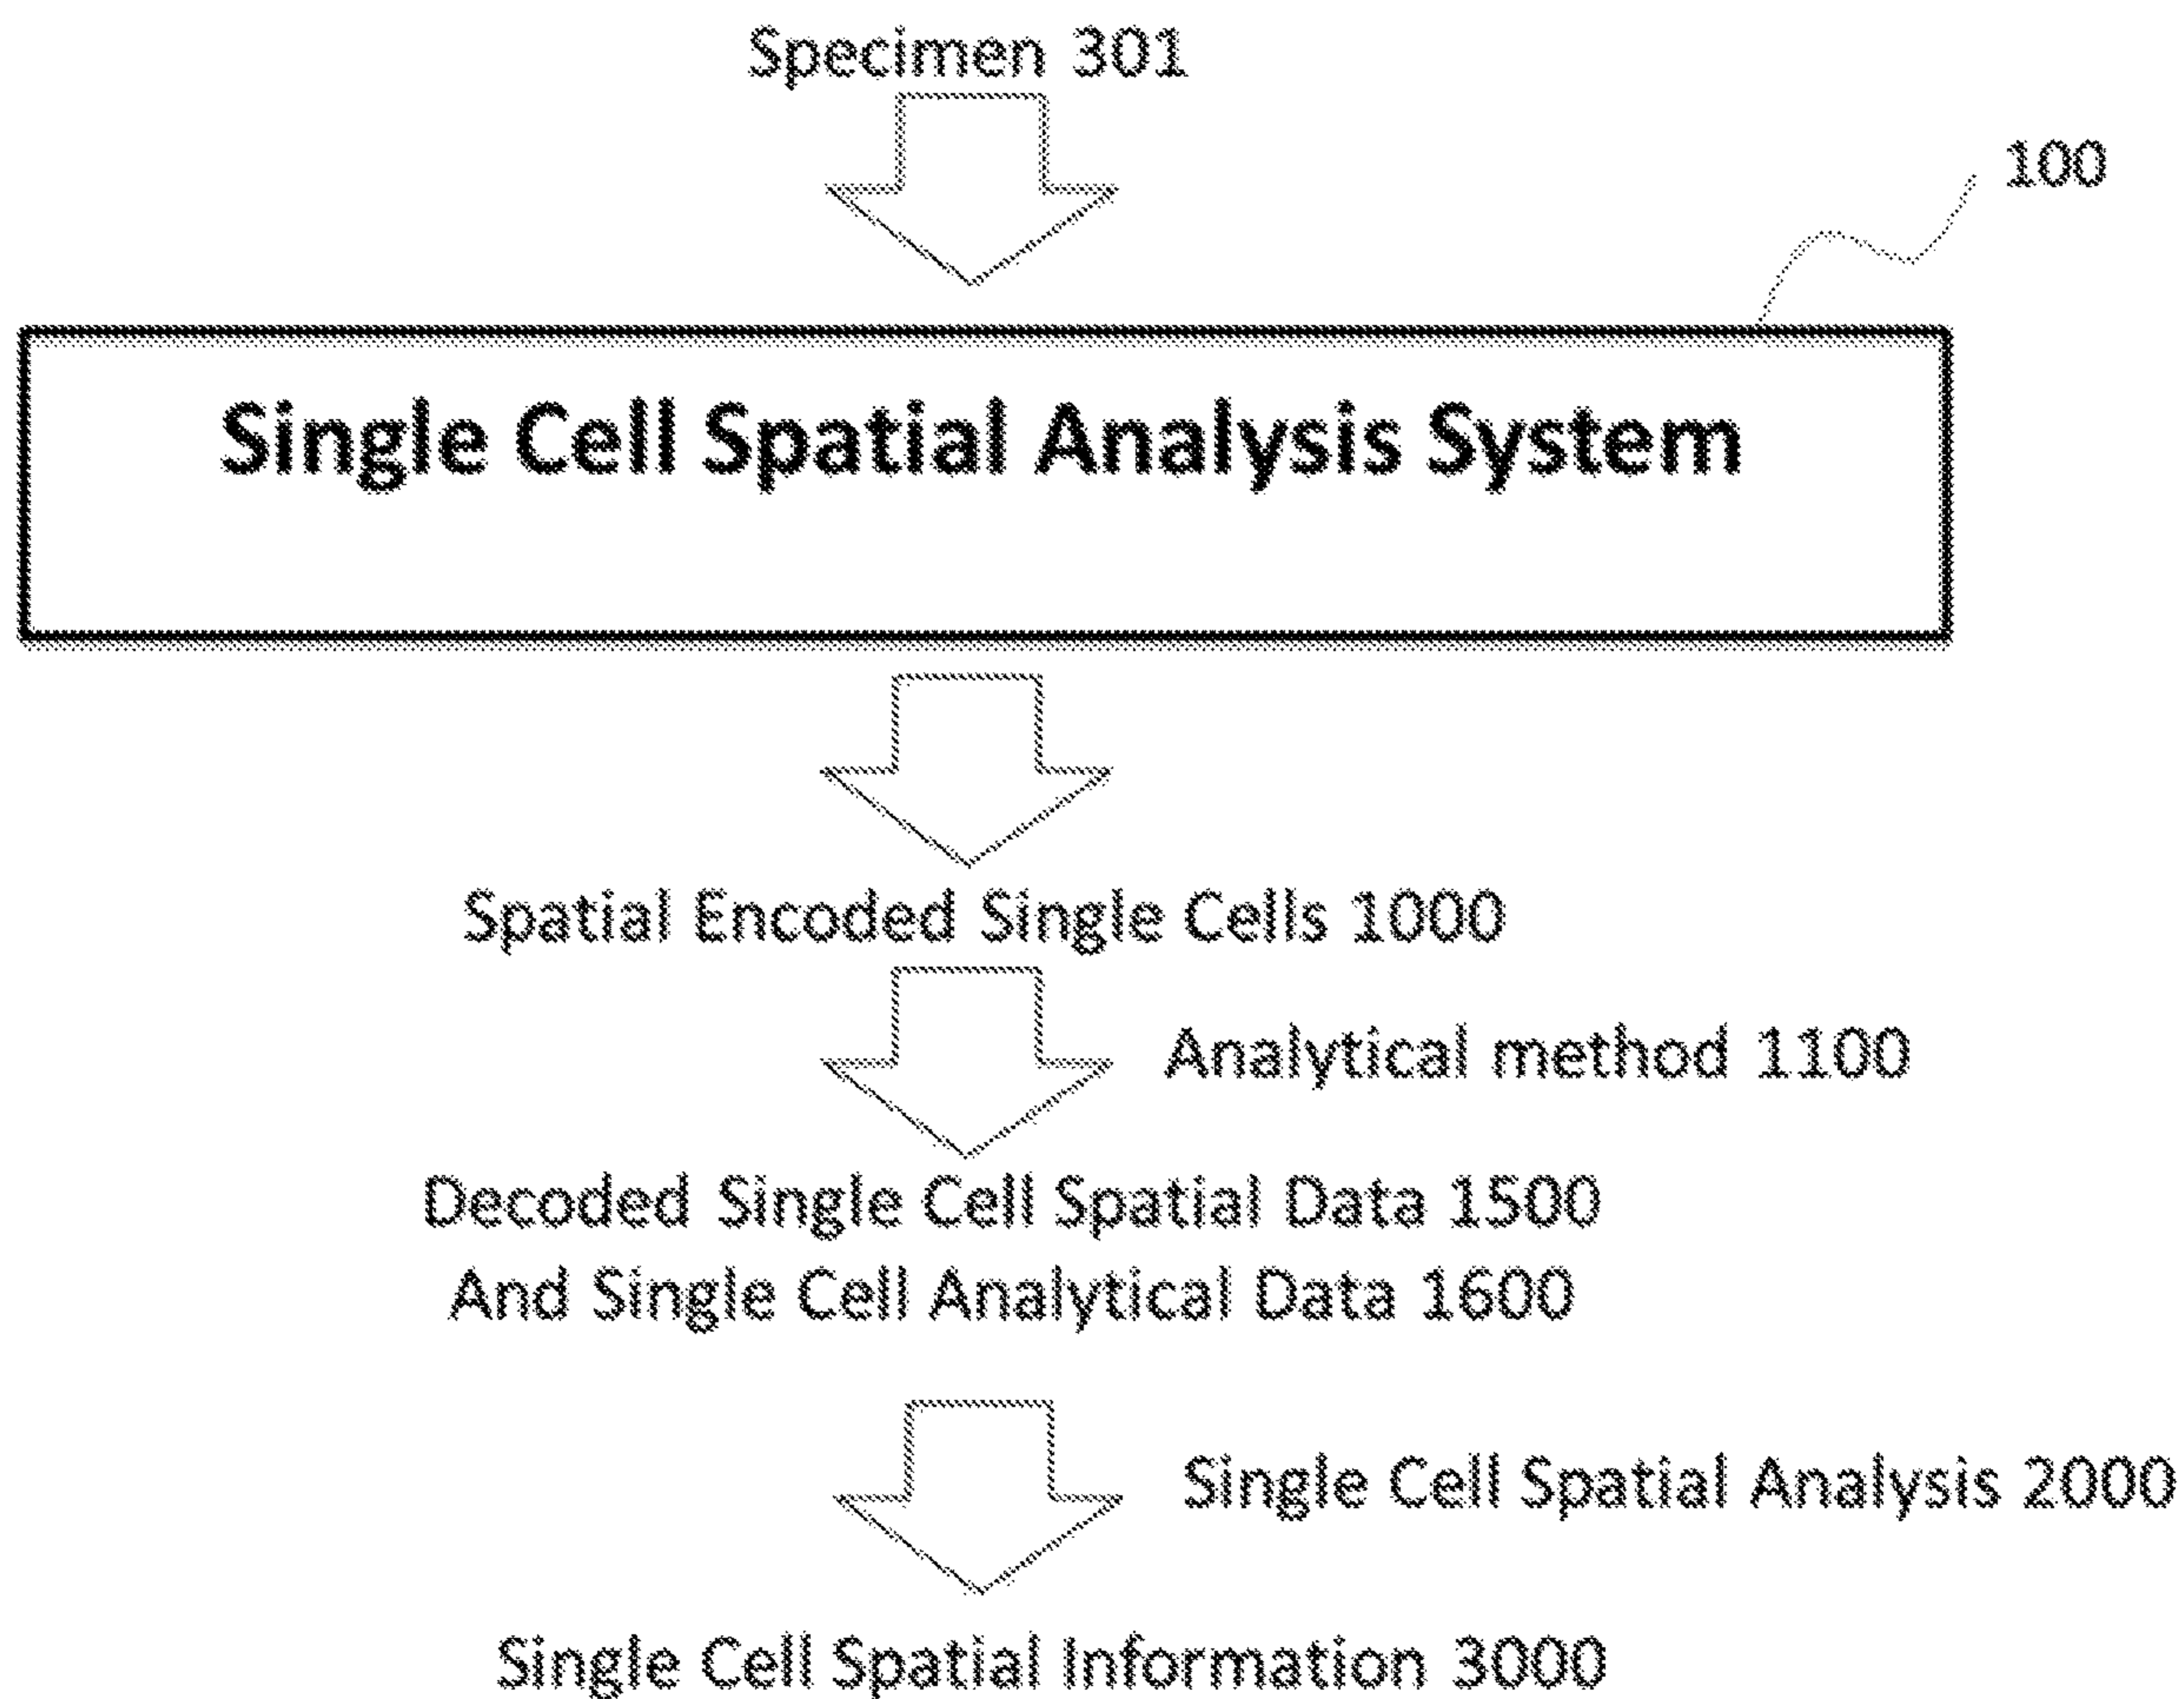 Specimen 301
100
Single Cell Spatial Analysis System
Spatial Encoded Single Cells 1000
Analytical method 1100
Decoded Single Cell Spatial Data 1500
And Single Cell Analytical Data 1600
Single Cell Spatial Analysis 2000
Single Cell Spatial Information 3000